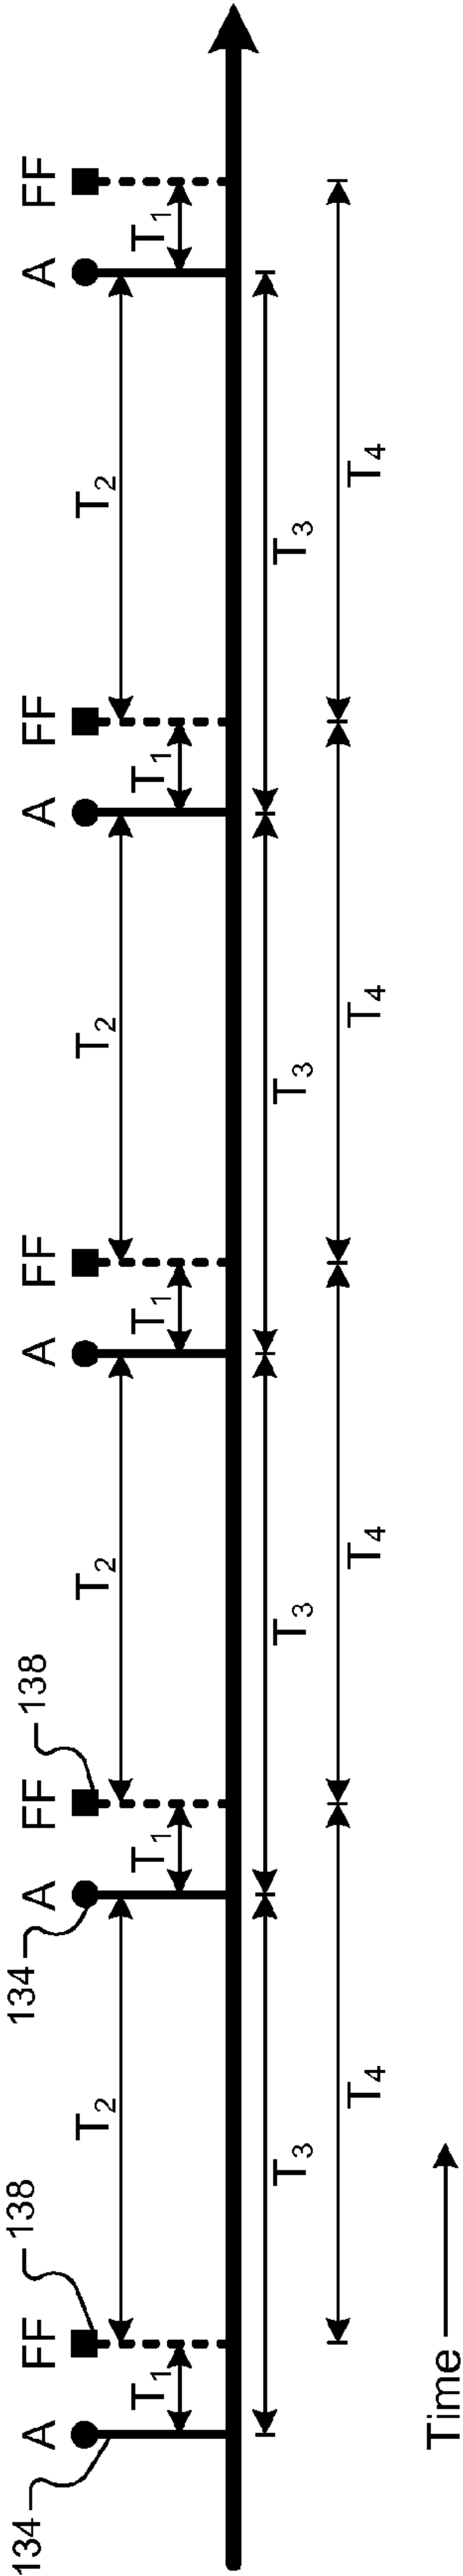 134 138 134 138
A FF A FF A FF A FF A FF
T₂ T₂ T₂ T₂
T₁ T₁ T₁ T₁ T₁
T₃ T₃ T₃ T₃
T₄ T₄ T₄ T₄
Time